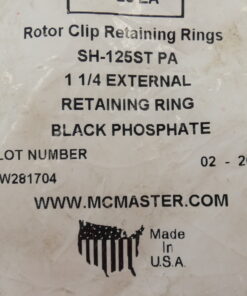 Rotor Clip Retaining Rings
SH-125ST PA
1 1/4 EXTERNAL
RETAINING RING
BLACK PHOSPHATE
LOT NUMBER
02 - 20
W281704
WWW.MCMASTER.COM
Made
In
U.S.A.